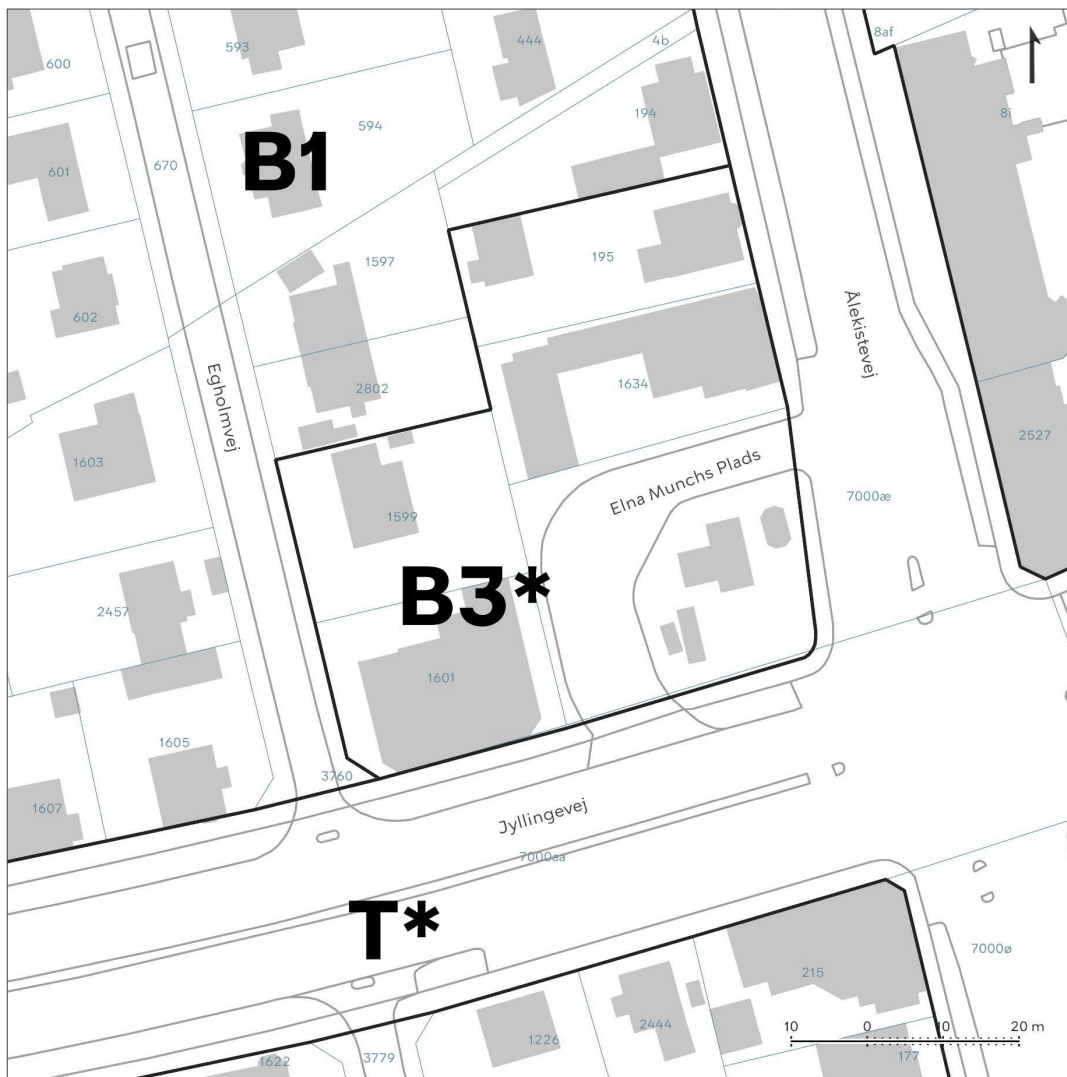 8af
444
4b
593
600
8i
194
594
B1
670
601
195
1597
602
Ålekistevej
1634
2802
Egholmvej
2527
1603
Elna Munchs Plads
7000æ
1599
B3*
2457
1601
1605
3760
1607
Jyllingevej
7000aa
T*
7000ø
215
2444
10 0 10 20 m
1226
3779
177
1622